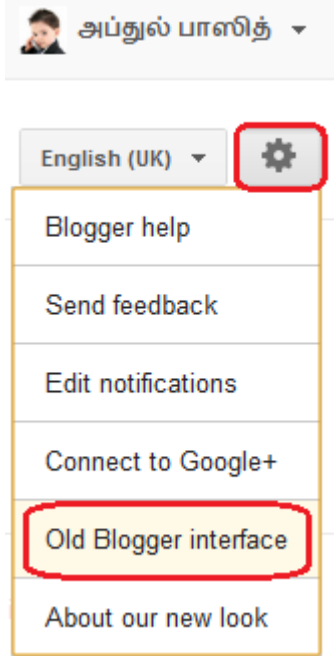 அப்துல் பாஸித்
English (UK)
Blogger help
Send feedback
Edit notifications
Connect to Google+
Old Blogger interface
About our new look